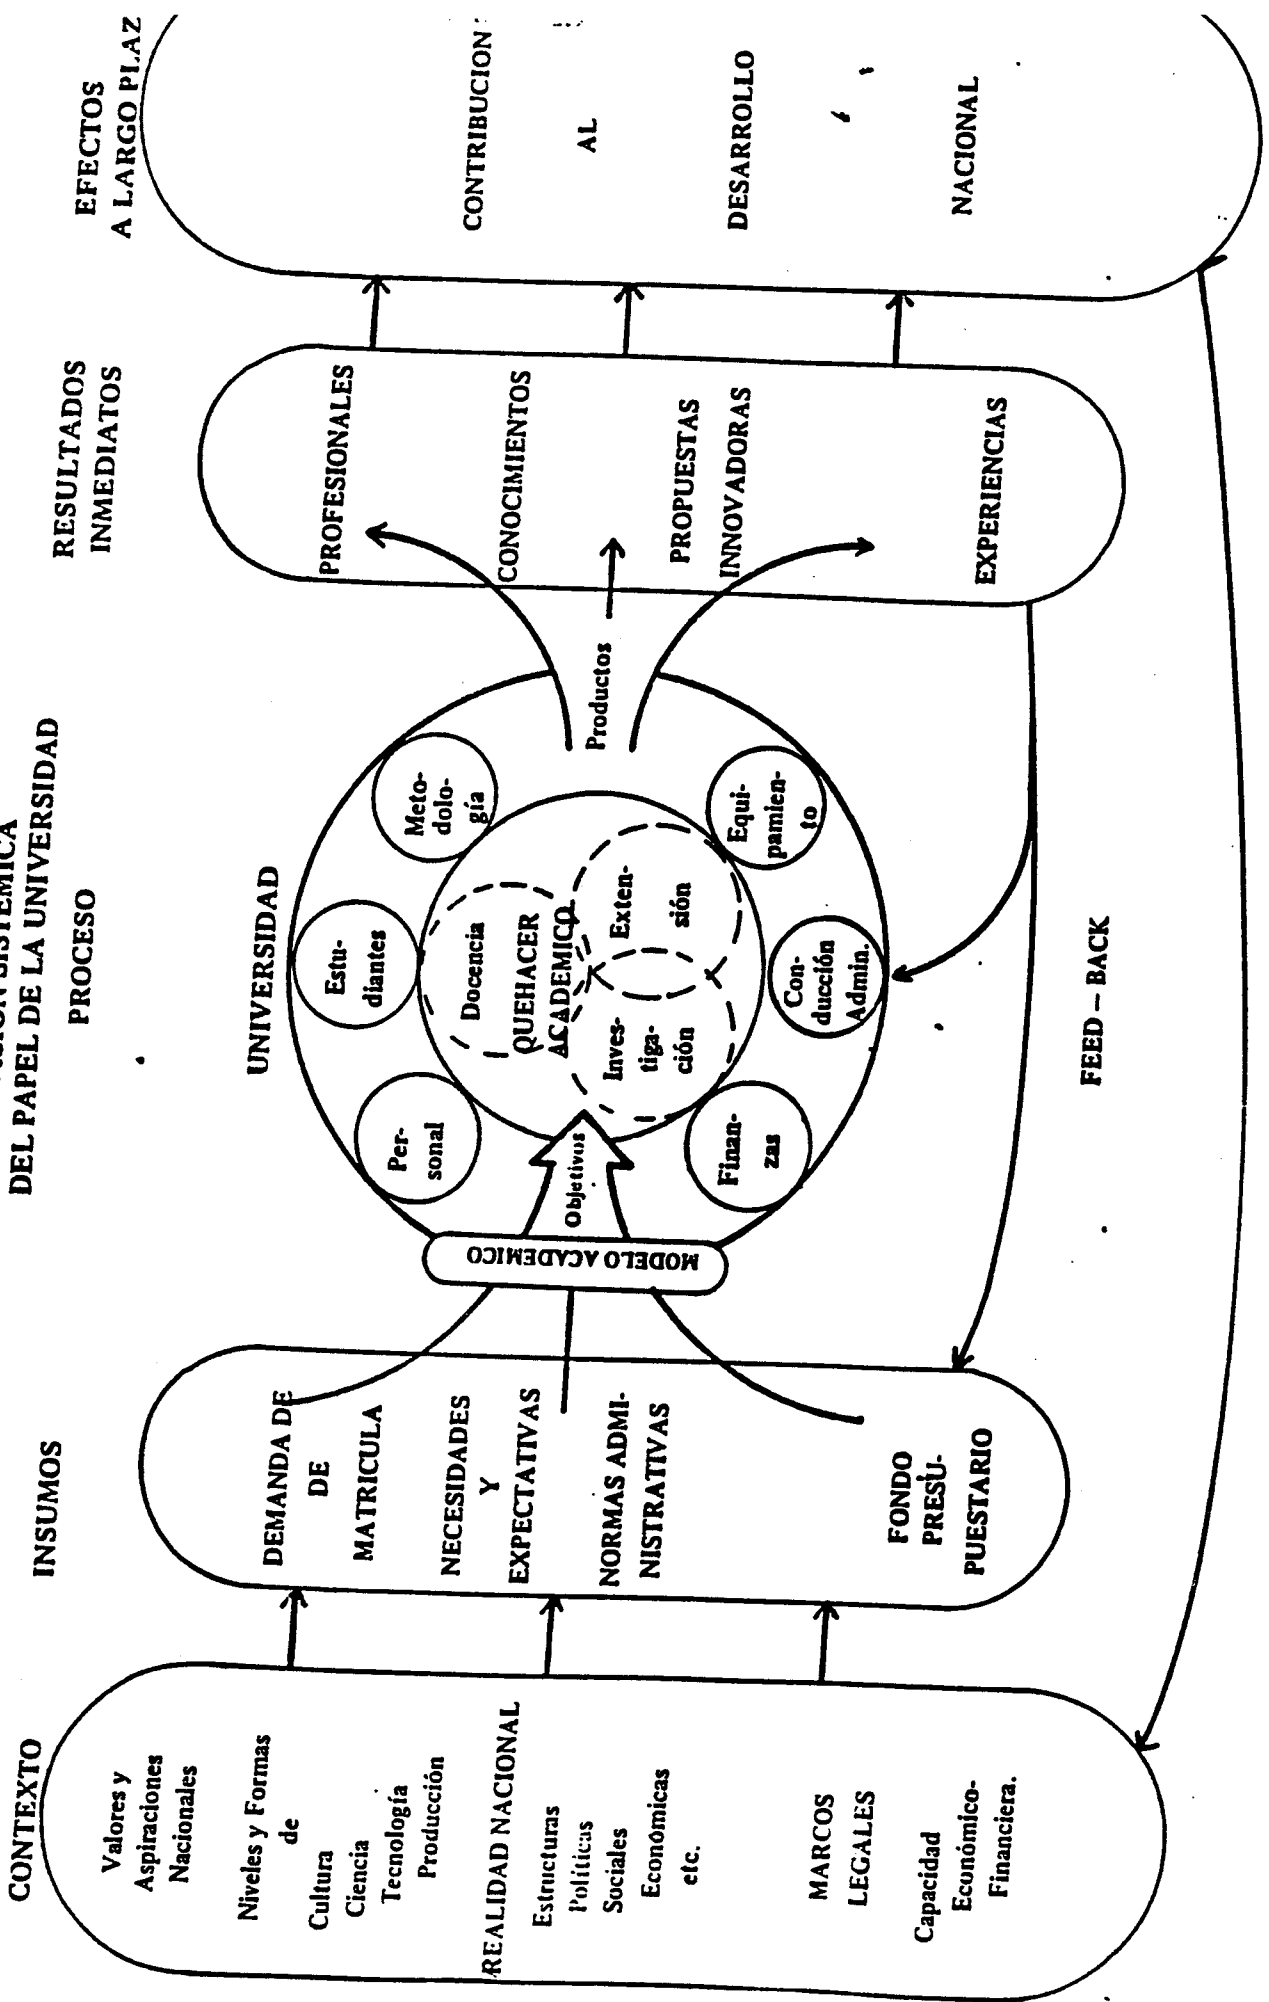 DEL PAPEL DE LA UNIVERSIDAD
CONTEXTO
INSUMOS
PROCESO
RESULTADOS
INMEDIATOS
EFECTOS
A LARGO PLAZ
Valores y
Aspiraciones
Nacionales
Niveles y Formas
de
Cultura
Ciencia
Tecnología
Producción
REALIDAD NACIONAL
Estructuras
Políticas
Sociales
Económicas
etc.
MARCOS
LEGALES
Capacidad
Económico-
Financiera.
DEMANDA DE
DE
MATRICULA
NECESIDADES
Y
EXPECTATIVAS
NORMAS ADMI-
NISTRATIVAS
FONDO
PRESU-
PUESTARIO
MODELO ACADEMICO
Objetivos
UNIVERSIDAD
Per-
sonal
Estu-
diantes
Meto-
dolo-
gía
Docencia
QUEHACER
ACADEMICO
Inves-
tiga-
ción
Exten-
sión
Finan-
zas
Con-
ducción
Admin.
Equi-
pamien-
to
Productos
PROFESIONALES
CONOCIMIENTOS
PROPUESTAS
INNOVADORAS
EXPERIENCIAS
CONTRIBUCION
AL
DESARROLLO
NACIONAL
FEED – BACK